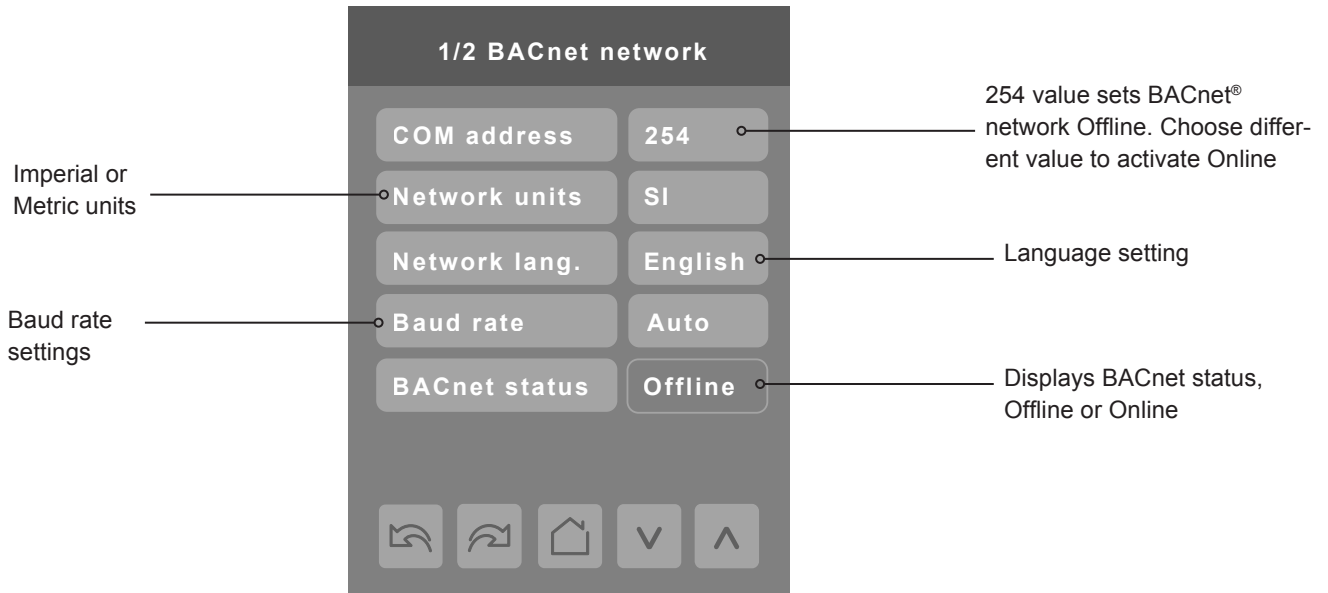 1/2 BACnet network
COM address 254
Network units SI
Network lang. English
Baud rate Auto
BACnet status Offline
Imperial or
Metric units
Baud rate
settings
254 value sets BACnet®
network Offline. Choose differ-
ent value to activate Online
Language setting
Displays BACnet status,
Offline or Online